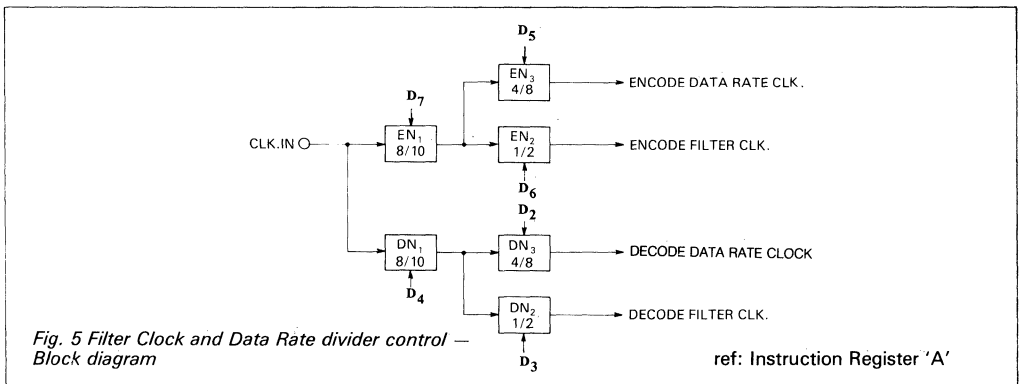 D5
EN3
4/8
ENCODE DATA RATE CLK.
D7
CLK.IN
EN1
8/10
EN2
1/2
ENCODE FILTER CLK.
D6
D2
DN1
8/10
DN3
4/8
DECODE DATA RATE CLOCK
D4
DN2
1/2
DECODE FILTER CLK.
D3
Fig. 5 Filter Clock and Data Rate divider control —
Block diagram
ref: Instruction Register 'A'